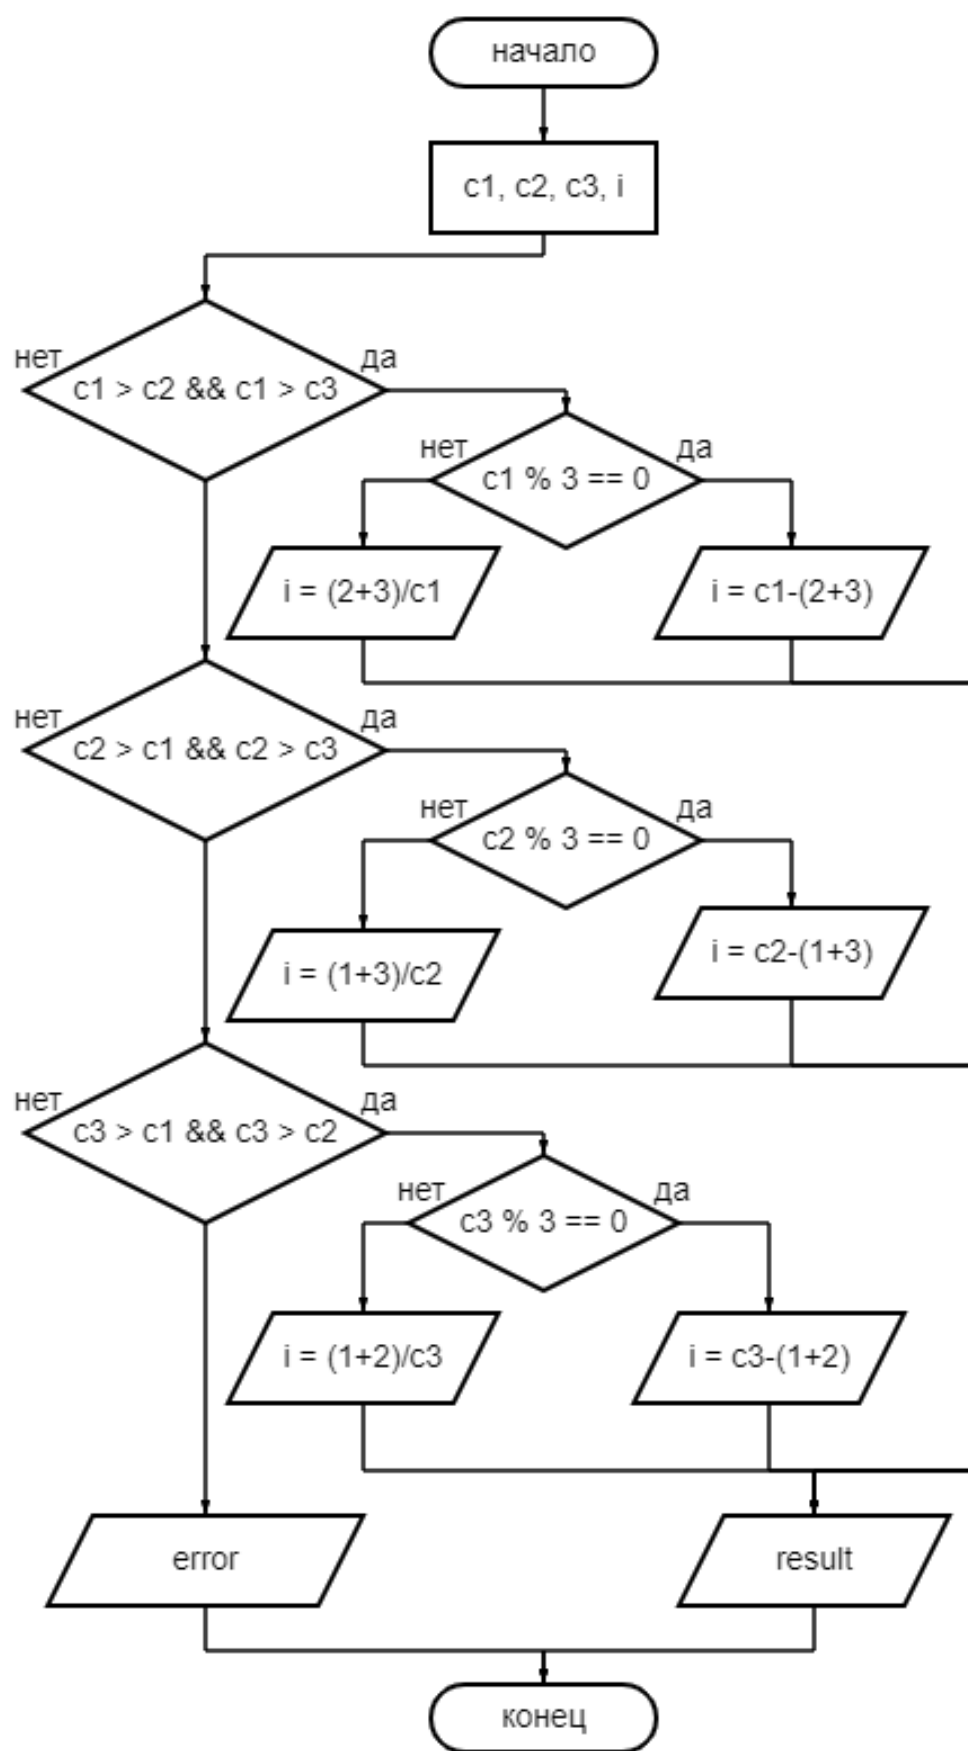 начало
c1, c2, c3, i
нет
да
c1 > c2 && c1 > c3
нет
да
c1 % 3 == 0
i = (2+3)/c1
i = c1-(2+3)
нет
да
c2 > c1 && c2 > c3
нет
да
c2 % 3 == 0
i = (1+3)/c2
i = c2-(1+3)
нет
да
c3 > c1 && c3 > c2
нет
да
c3 % 3 == 0
i = (1+2)/c3
i = c3-(1+2)
error
result
конец